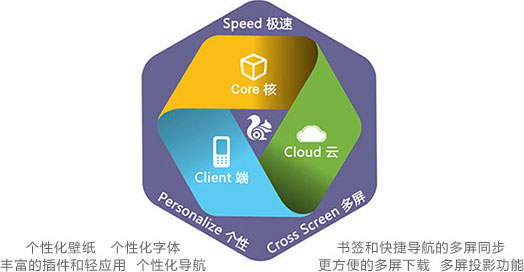 Speed 极速
Core 核
Cloud 云
Client 端
Personalize 个性
Cross Screen 多屏
个性化壁纸 个性化字体
丰富的插件和轻应用 个性化导航
书签和快捷导航的多屏同步
更方便的多屏下载 多屏投影功能